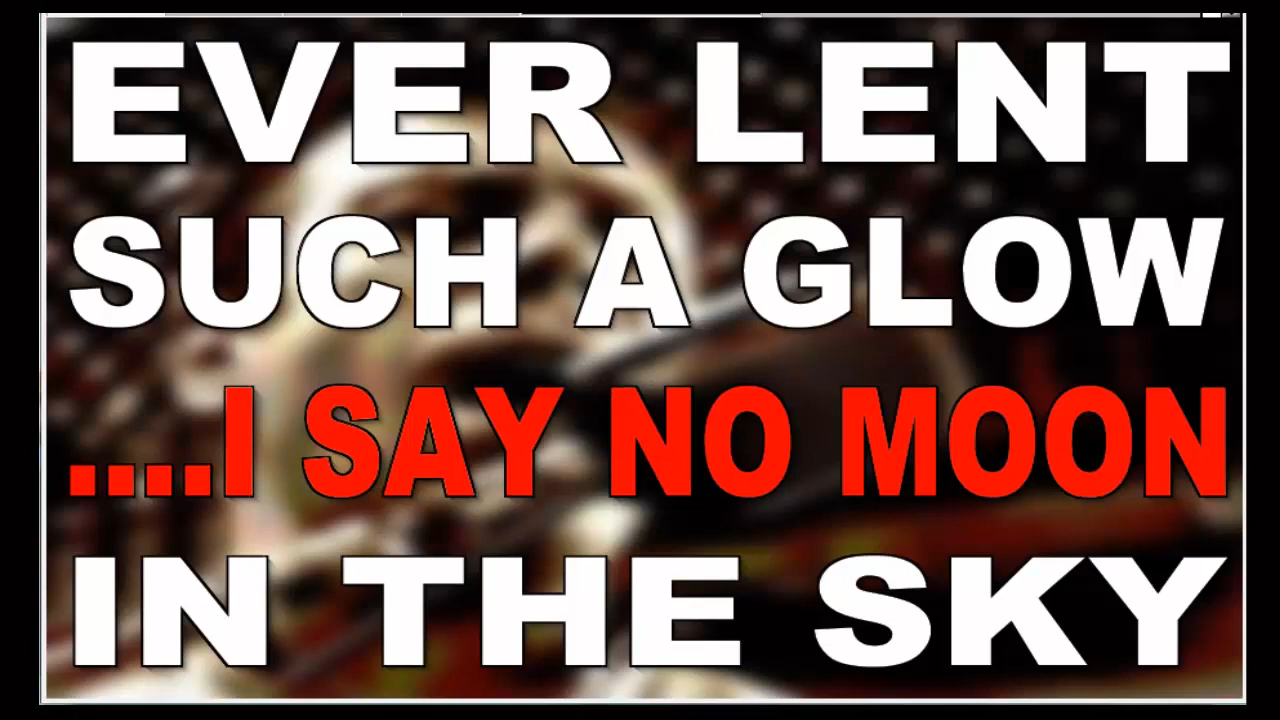 EVER LENT
SUCH A GLOW
....I SAY NO MOON
IN THE SKY